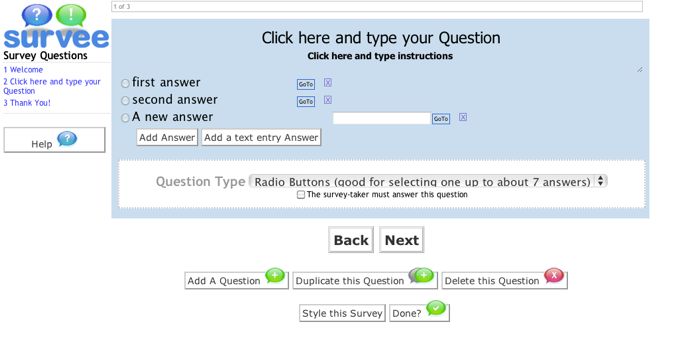 1 of 3
survee
Survey Questions
1 Welcome
2 Click here and type your
Question
3 Thank You!
Help
Click here and type your Question
Click here and type instructions
first answer GoTo X
second answer GoTo X
A new answer GoTo X
Add Answer Add a text entry Answer
Question Type Radio Buttons (good for selecting one up to about 7 answers)
The survey-taker must answer this question
Back Next
Add A Question Duplicate this Question Delete this Question
Style this Survey Done?